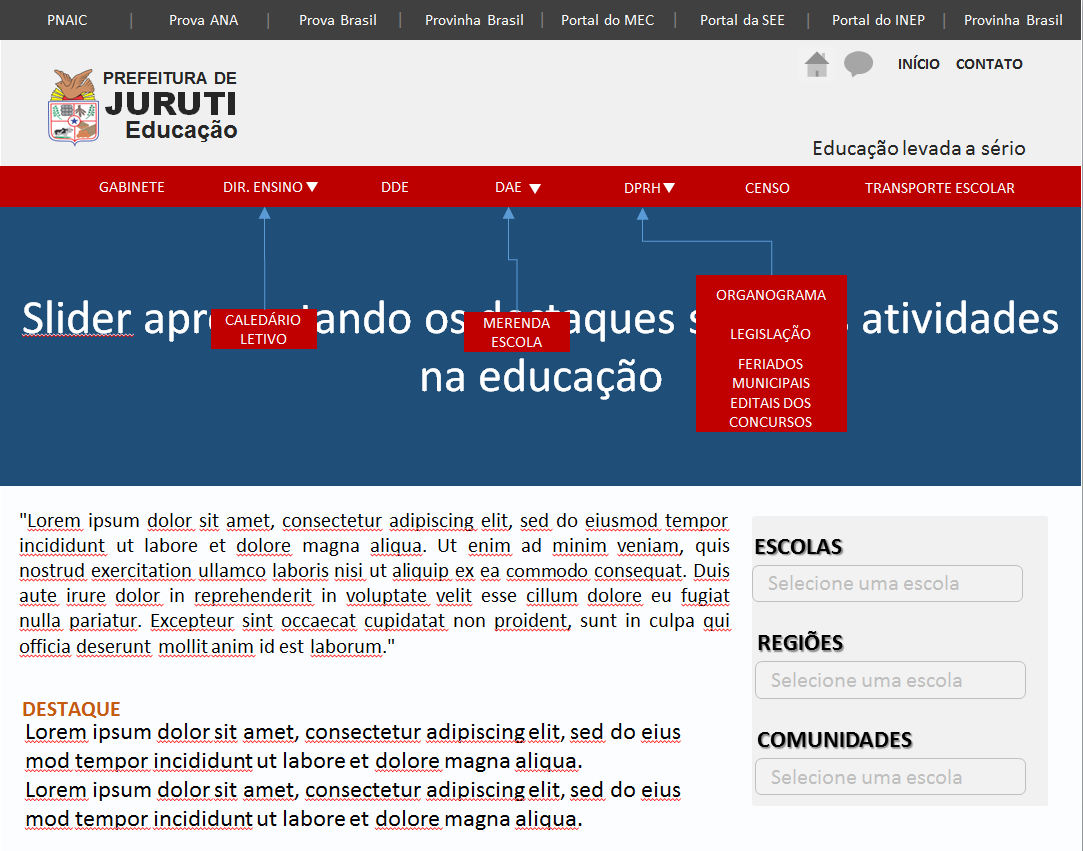 PNAIC | Prova ANA | Prova Brasil | Provinha Brasil | Portal do MEC | Portal da SEE | Portal do INEP | Provinha Brasil
INÍCIO CONTATO
PREFEITURA DE
JURUTI
Educação
Educação levada a sério
GABINETE DIR. ENSINO▼ DDE DAE ▼ DPRH▼ CENSO TRANSPORTE ESCOLAR
Slider apr tando os d aques s atividades
na educação
CALEDÁRIO
LETIVO
MERENDA
ESCOLA
ORGANOGRAMA
LEGISLAÇÃO
FERIADOS
MUNICIPAIS
EDITAIS DOS
CONCURSOS
"Lorem ipsum dolor sit amet, consectetur adipiscing elit, sed do eiusmod tempor
incididunt ut labore et dolore magna aliqua. Ut enim ad minim veniam, quis
nostrud exercitation ullamco laboris nisi ut aliquip ex ea commodo consequat. Duis
aute irure dolor in reprehenderit in voluptate velit esse cillum dolore eu fugiat
nulla pariatur. Excepteur sint occaecat cupidatat non proident, sunt in culpa qui
officia deserunt mollit anim id est laborum."
DESTAQUE
Lorem ipsum dolor sit amet, consectetur adipiscing elit, sed do eius
mod tempor incididunt ut labore et dolore magna aliqua.
Lorem ipsum dolor sit amet, consectetur adipiscing elit, sed do eius
mod tempor incididunt ut labore et dolore magna aliqua.
ESCOLAS
Selecione uma escola
REGIÕES
Selecione uma escola
COMUNIDADES
Selecione uma escola